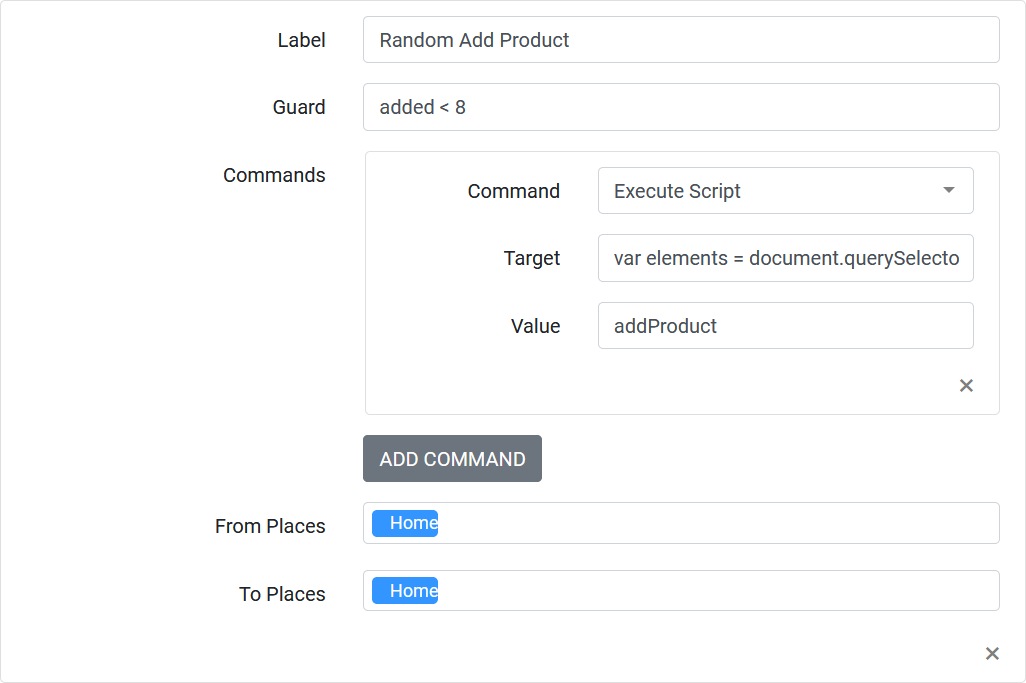 Label Random Add Product
Guard added < 8
Commands
Command Execute Script
Target var elements = document.querySelecto
Value addProduct
×
ADD COMMAND
From Places Home
To Places Home
×